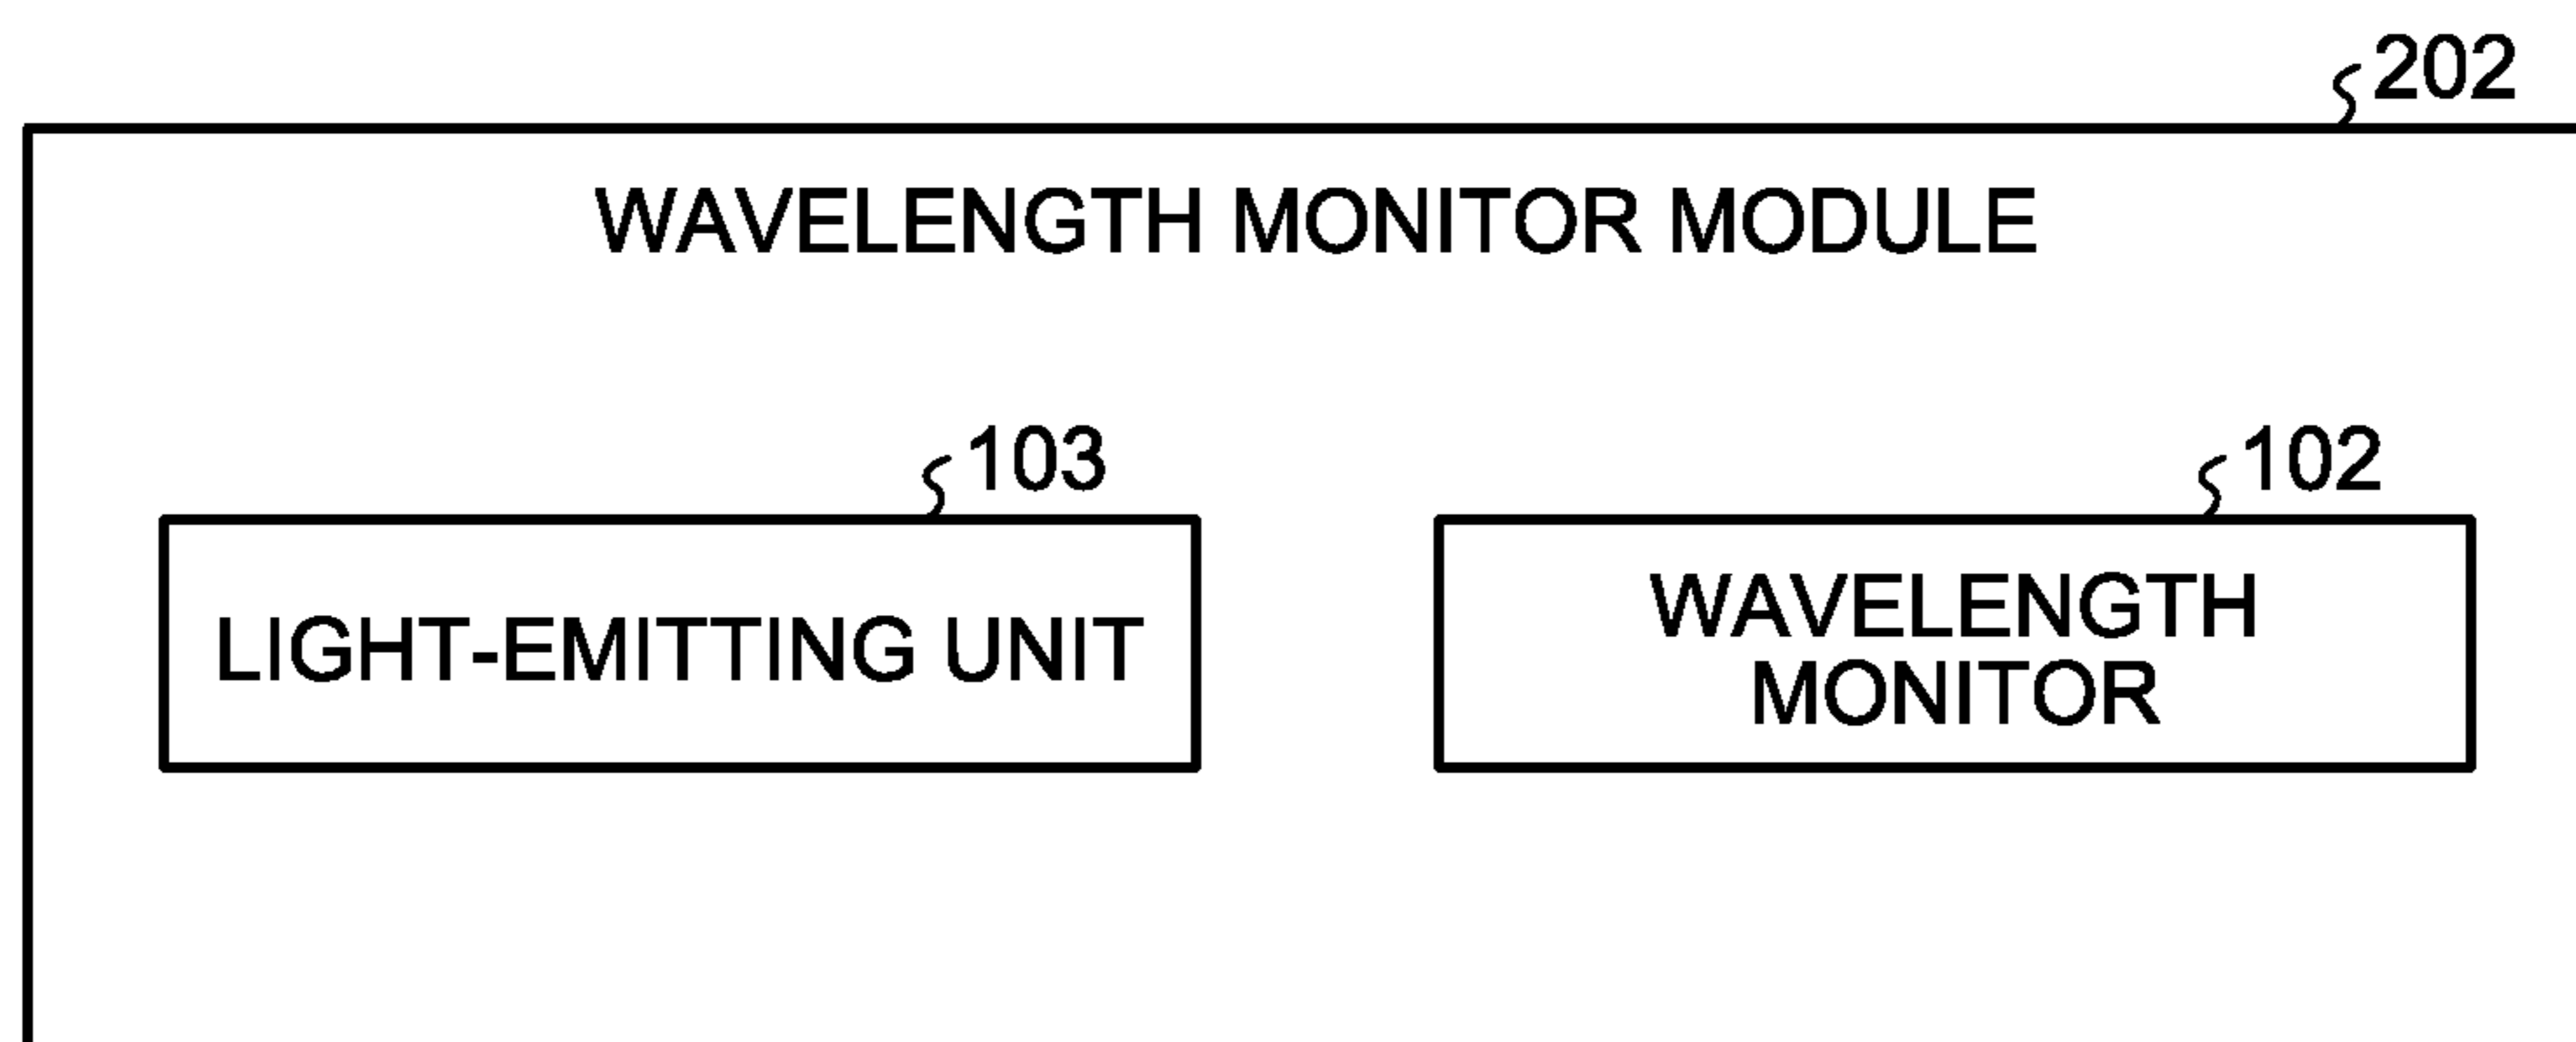 202
WAVELENGTH MONITOR MODULE
103
102
LIGHT-EMITTING UNIT
WAVELENGTH
MONITOR